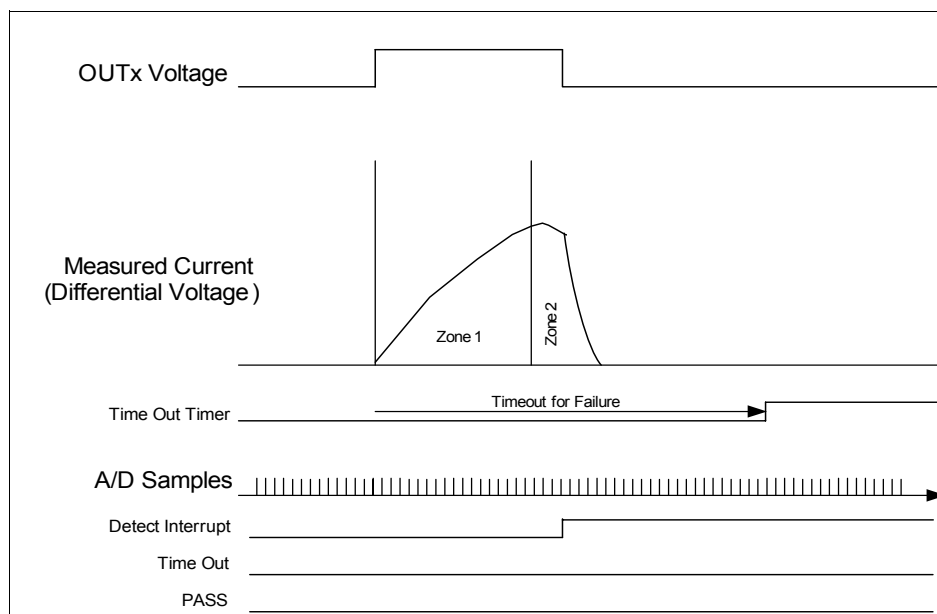 OUTx Voltage
Measured Current
(Differential Voltage)
Zone 1
Zone 2
Time Out Timer
Timeout for Failure
A/D Samples
Detect Interrupt
Time Out
PASS